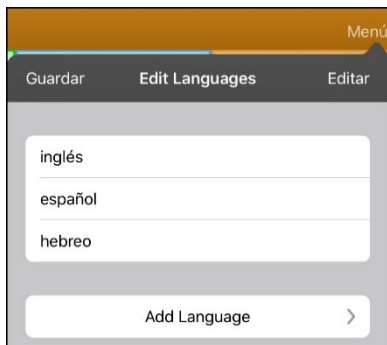 Menú
Guardar Edit Languages Editar
inglés
español
hebreo
Add Language